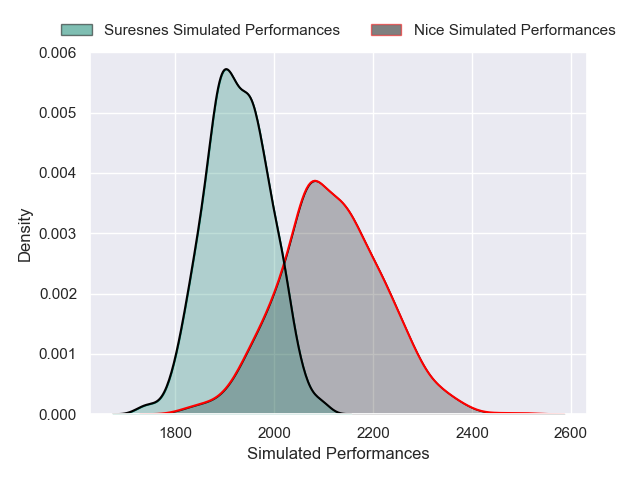 Suresnes Simulated Performances Nice Simulated Performances
0.006
0.005
0.004
0.003
0.002
0.001
0.000
Density
1800 2000 2200 2400 2600
Simulated Performances